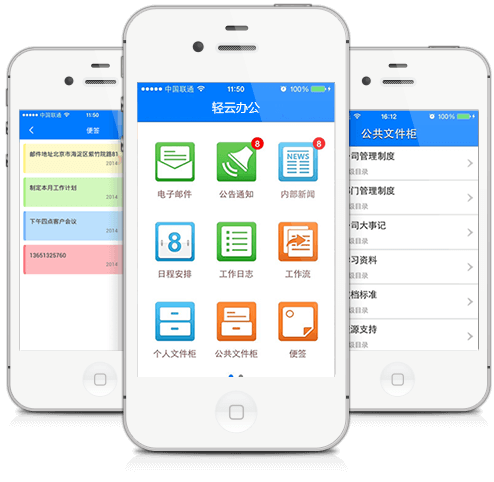 中国联通
11:50
便签
邮件地址北京市海淀区紫竹院路81
2014
制定本月工作计划
2014
下午四点客户会议
2014
13651325760
2014
中国联通
11:50
100%
轻云办公
8
NEWS
8
电子邮件
公告通知
内部新闻
8
日程安排
工作日志
工作流
个人文件柜
公共文件柜
便签
16:12
100%
公共文件柜
司管理制度
级目录
门管理制度
级目录
司大事记
级目录
习资料
级目录
档标准
级目录
源支持
级目录